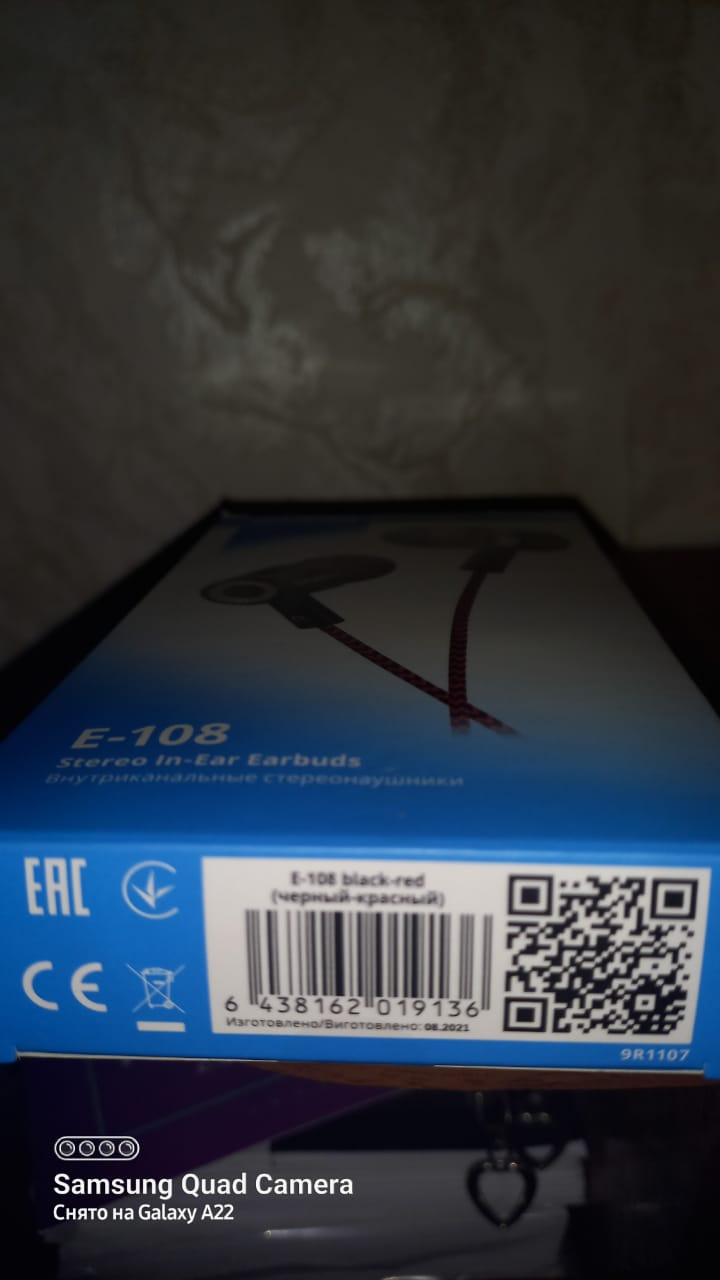 E-108
Stereo In-Ear Earbuds
Внутриканальные стереонаушники
EAC
CE
E-108 black-red
(черный-красный)
6 438162 019136
Изготовлено/Виготовлено: 08.2021
9R1107
Samsung Quad Camera
Снято на Galaxy A22